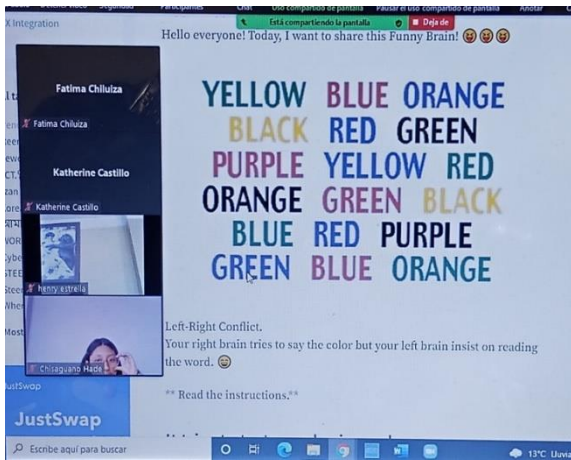 Uso compartido de pantalla Pausar el uso compartido de pantalla Anotar
Participantes
Chat
Está compartiendo la pantalla
Deja de
X Integration
Hello everyone! Today, I want to share this Funny Brain! 😝 😝 😝
Fatima Chiluiza
Fatima Chiluiza
Katherine Castillo
Katherine Castillo
henry estrella
Chisaguano Hade
YELLOW BLUE ORANGE
BLACK RED GREEN
PURPLE YELLOW RED
ORANGE GREEN BLACK
BLUE RED PURPLE
GREEN BLUE ORANGE
Left-Right Conflict.
Your right brain tries to say the color but your left brain insist on reading
the word. 😄
** Read the instructions.**
JustSwap
JustSwap
Escribe aquí para buscar
13°C